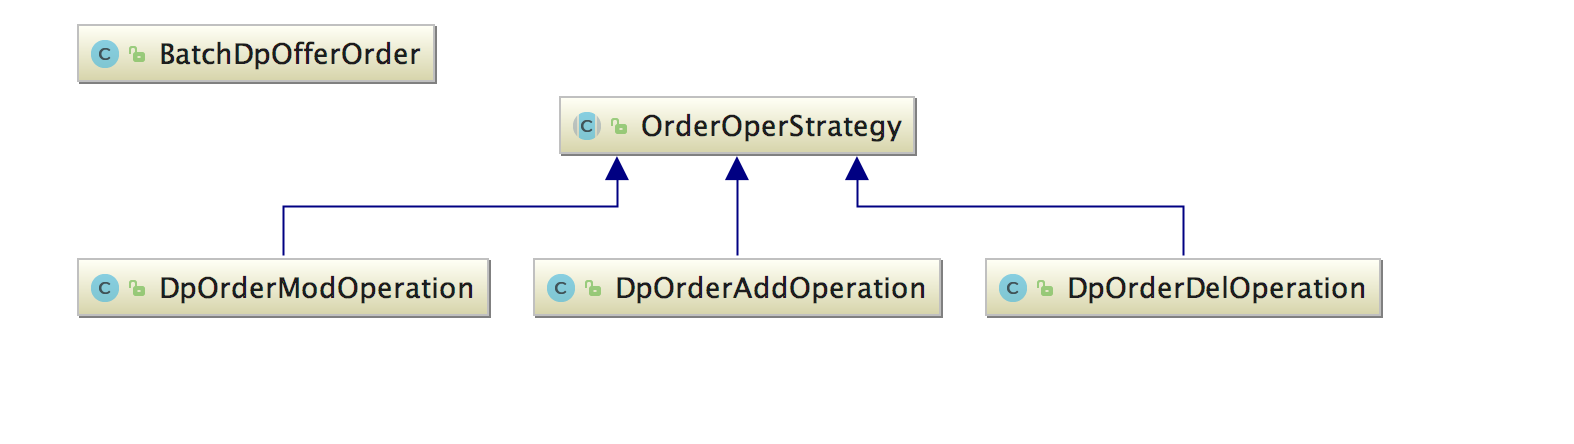 C BatchDpOfferOrder
C OrderOperStrategy
C DpOrderModOperation
C DpOrderAddOperation
C DpOrderDelOperation